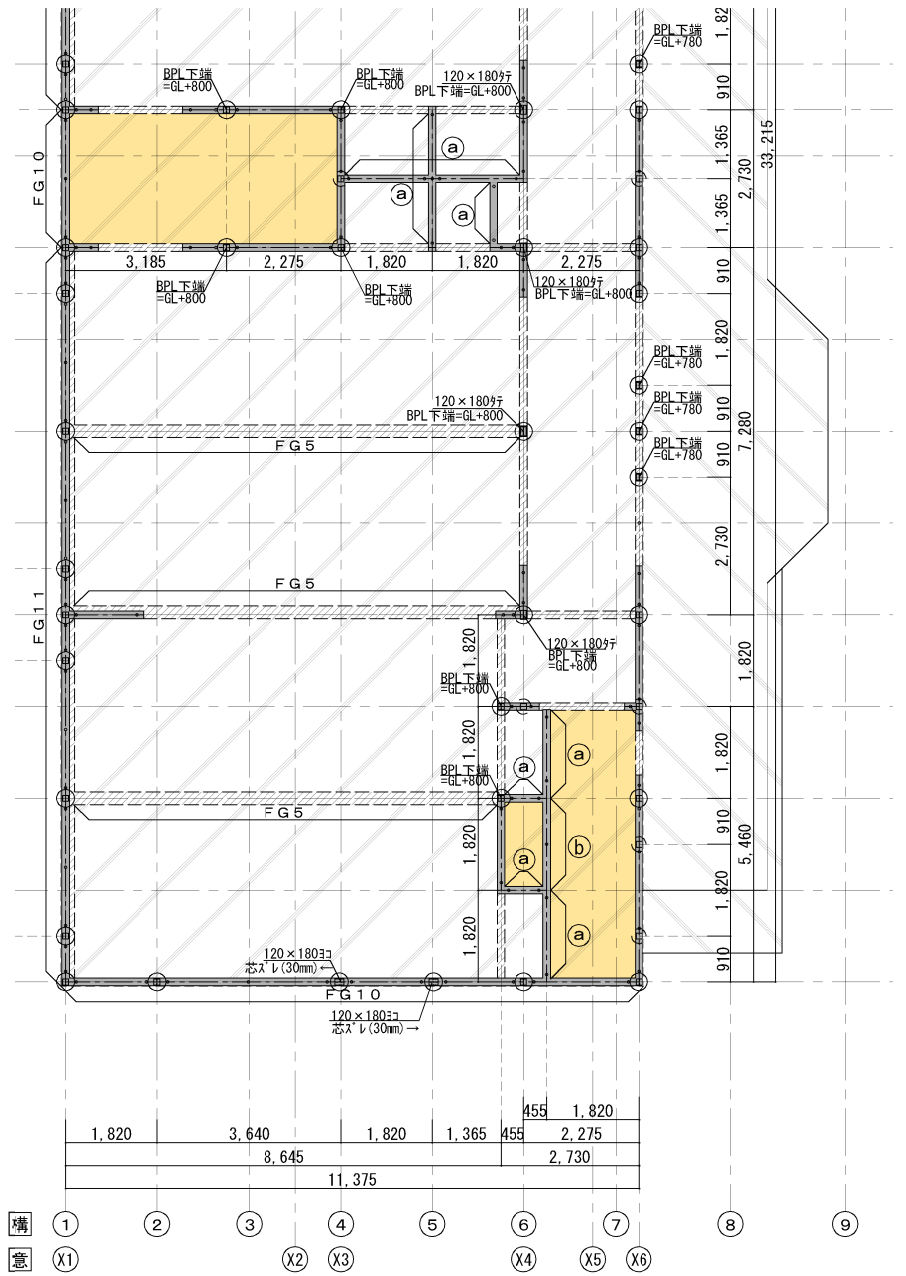 1,82
BPL下端
=GL+780
BPL下端
=GL+800
BPL下端
=GL+800
120×180ﾀﾃ
BPL下端=GL+800
910
FG10
ⓐ
ⓐ
ⓐ
1,365
1,365
2,730
33,215
3,185
2,275
1,820
1,820
2,275
910
BPL下端
=GL+800
BPL下端
=GL+800
120×180ﾀﾃ
BPL下端=GL+800
1,820
BPL下端
=GL+780
120×180ﾀﾃ
BPL下端=GL+800
BPL下端
=GL+780
910
BPL下端
=GL+780
910
7,280
FG5
2,730
FG5
FG11
120×180ﾀﾃ
BPL下端
=GL+800
1,820
1,820
BPL下端
=GL+800
1,820
ⓐ
ⓐ
1,820
BPL下端
=GL+800
FG5
910
5,460
1,820
ⓐ
ⓑ
1,820
1,820
ⓐ
910
120×180ﾖｺ
芯ｽﾞﾚ(30mm)←
FG10
120×180ﾖｺ
芯ｽﾞﾚ(30mm)→
455
1,820
1,820
3,640
1,820
1,365
455
2,275
8,645
2,730
11,375
構
①
②
③
④
⑤
⑥
⑦
⑧
⑨
意
X1
X2
X3
X4
X5
X6